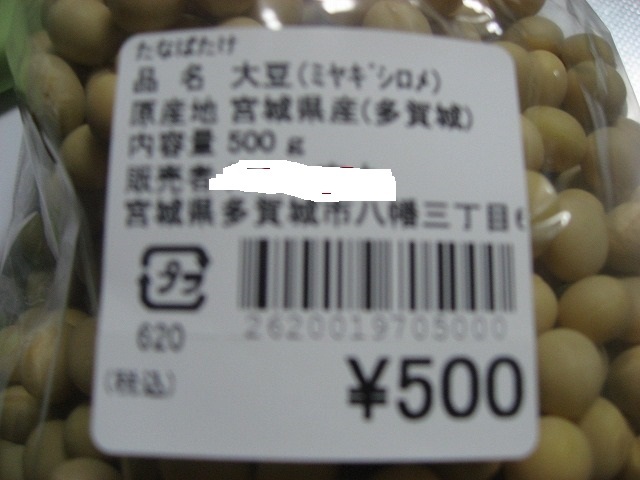 たなばたけ
品 名 大豆(ミヤギシロメ)
原産地 宮城県産(多賀城)
内容量 500 g
販売者
宮城県多賀城市八幡三丁目6
プラ
2620019705000
620
(税込)
¥500